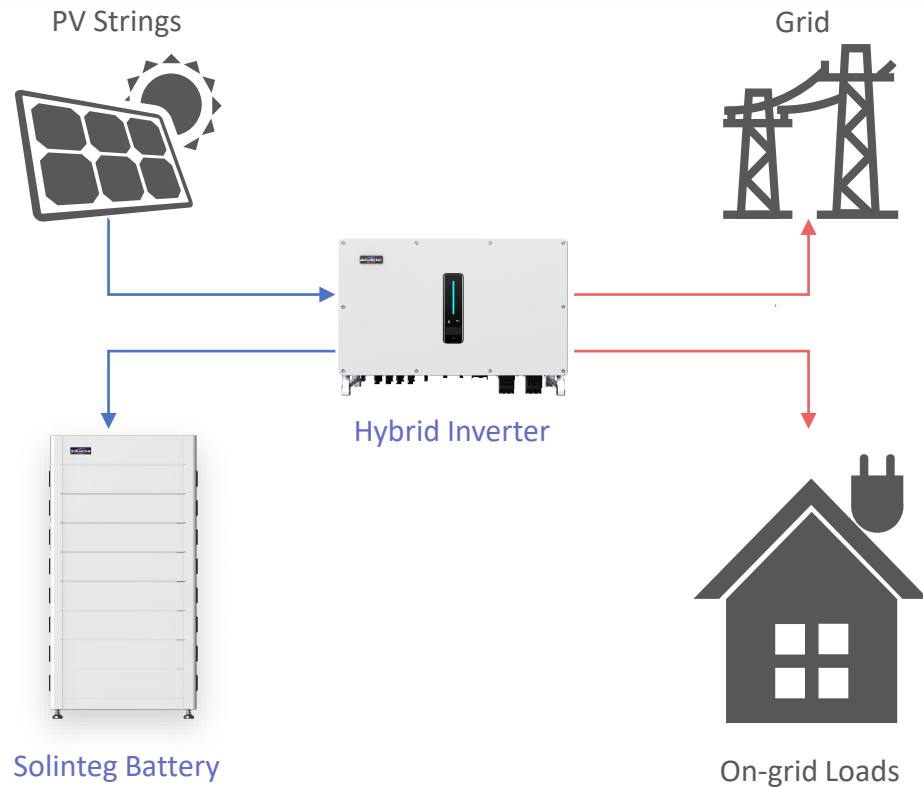 PV Strings
Grid
Hybrid Inverter
Solinteg Battery
On-grid Loads